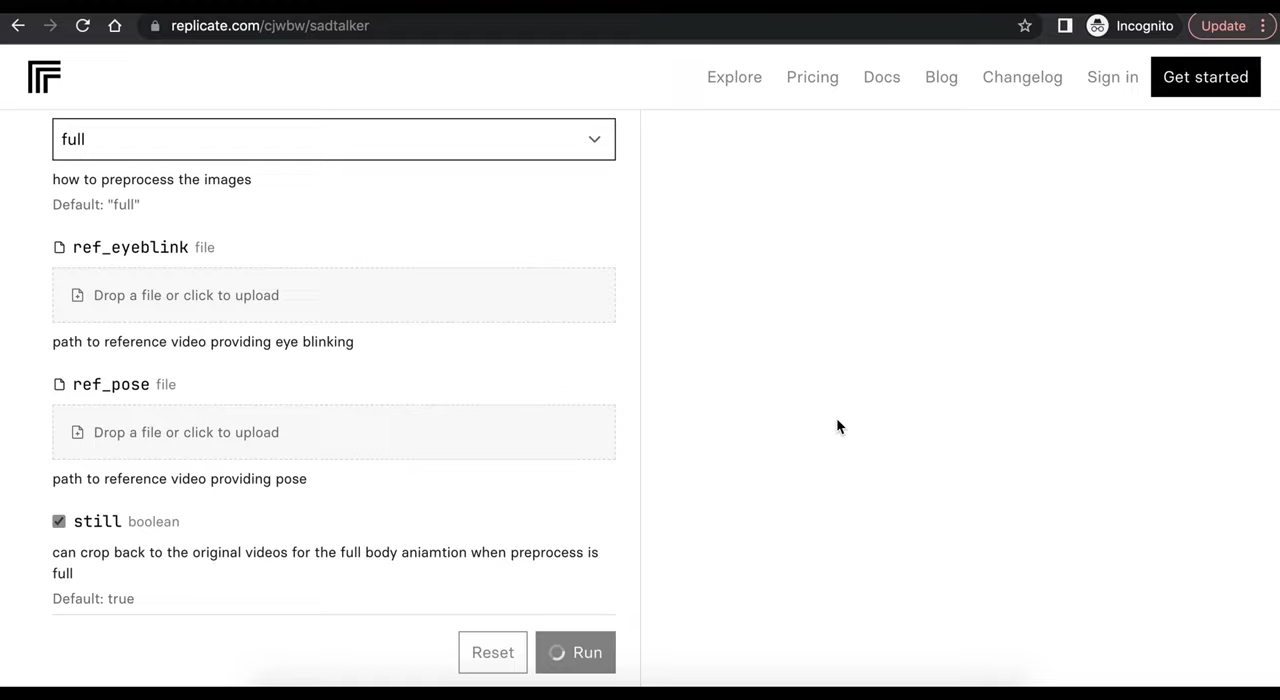 replicate.com/cjwbw/sadtalker
Incognito
Update
Explore
Pricing
Docs
Blog
Changelog
Sign in
Get started
full
how to preprocess the images
Default: "full"
ref_eyeblink file
Drop a file or click to upload
path to reference video providing eye blinking
ref_pose file
Drop a file or click to upload
path to reference video providing pose
still boolean
can crop back to the original videos for the full body aniamtion when preprocess is
full
Default: true
Reset
Run